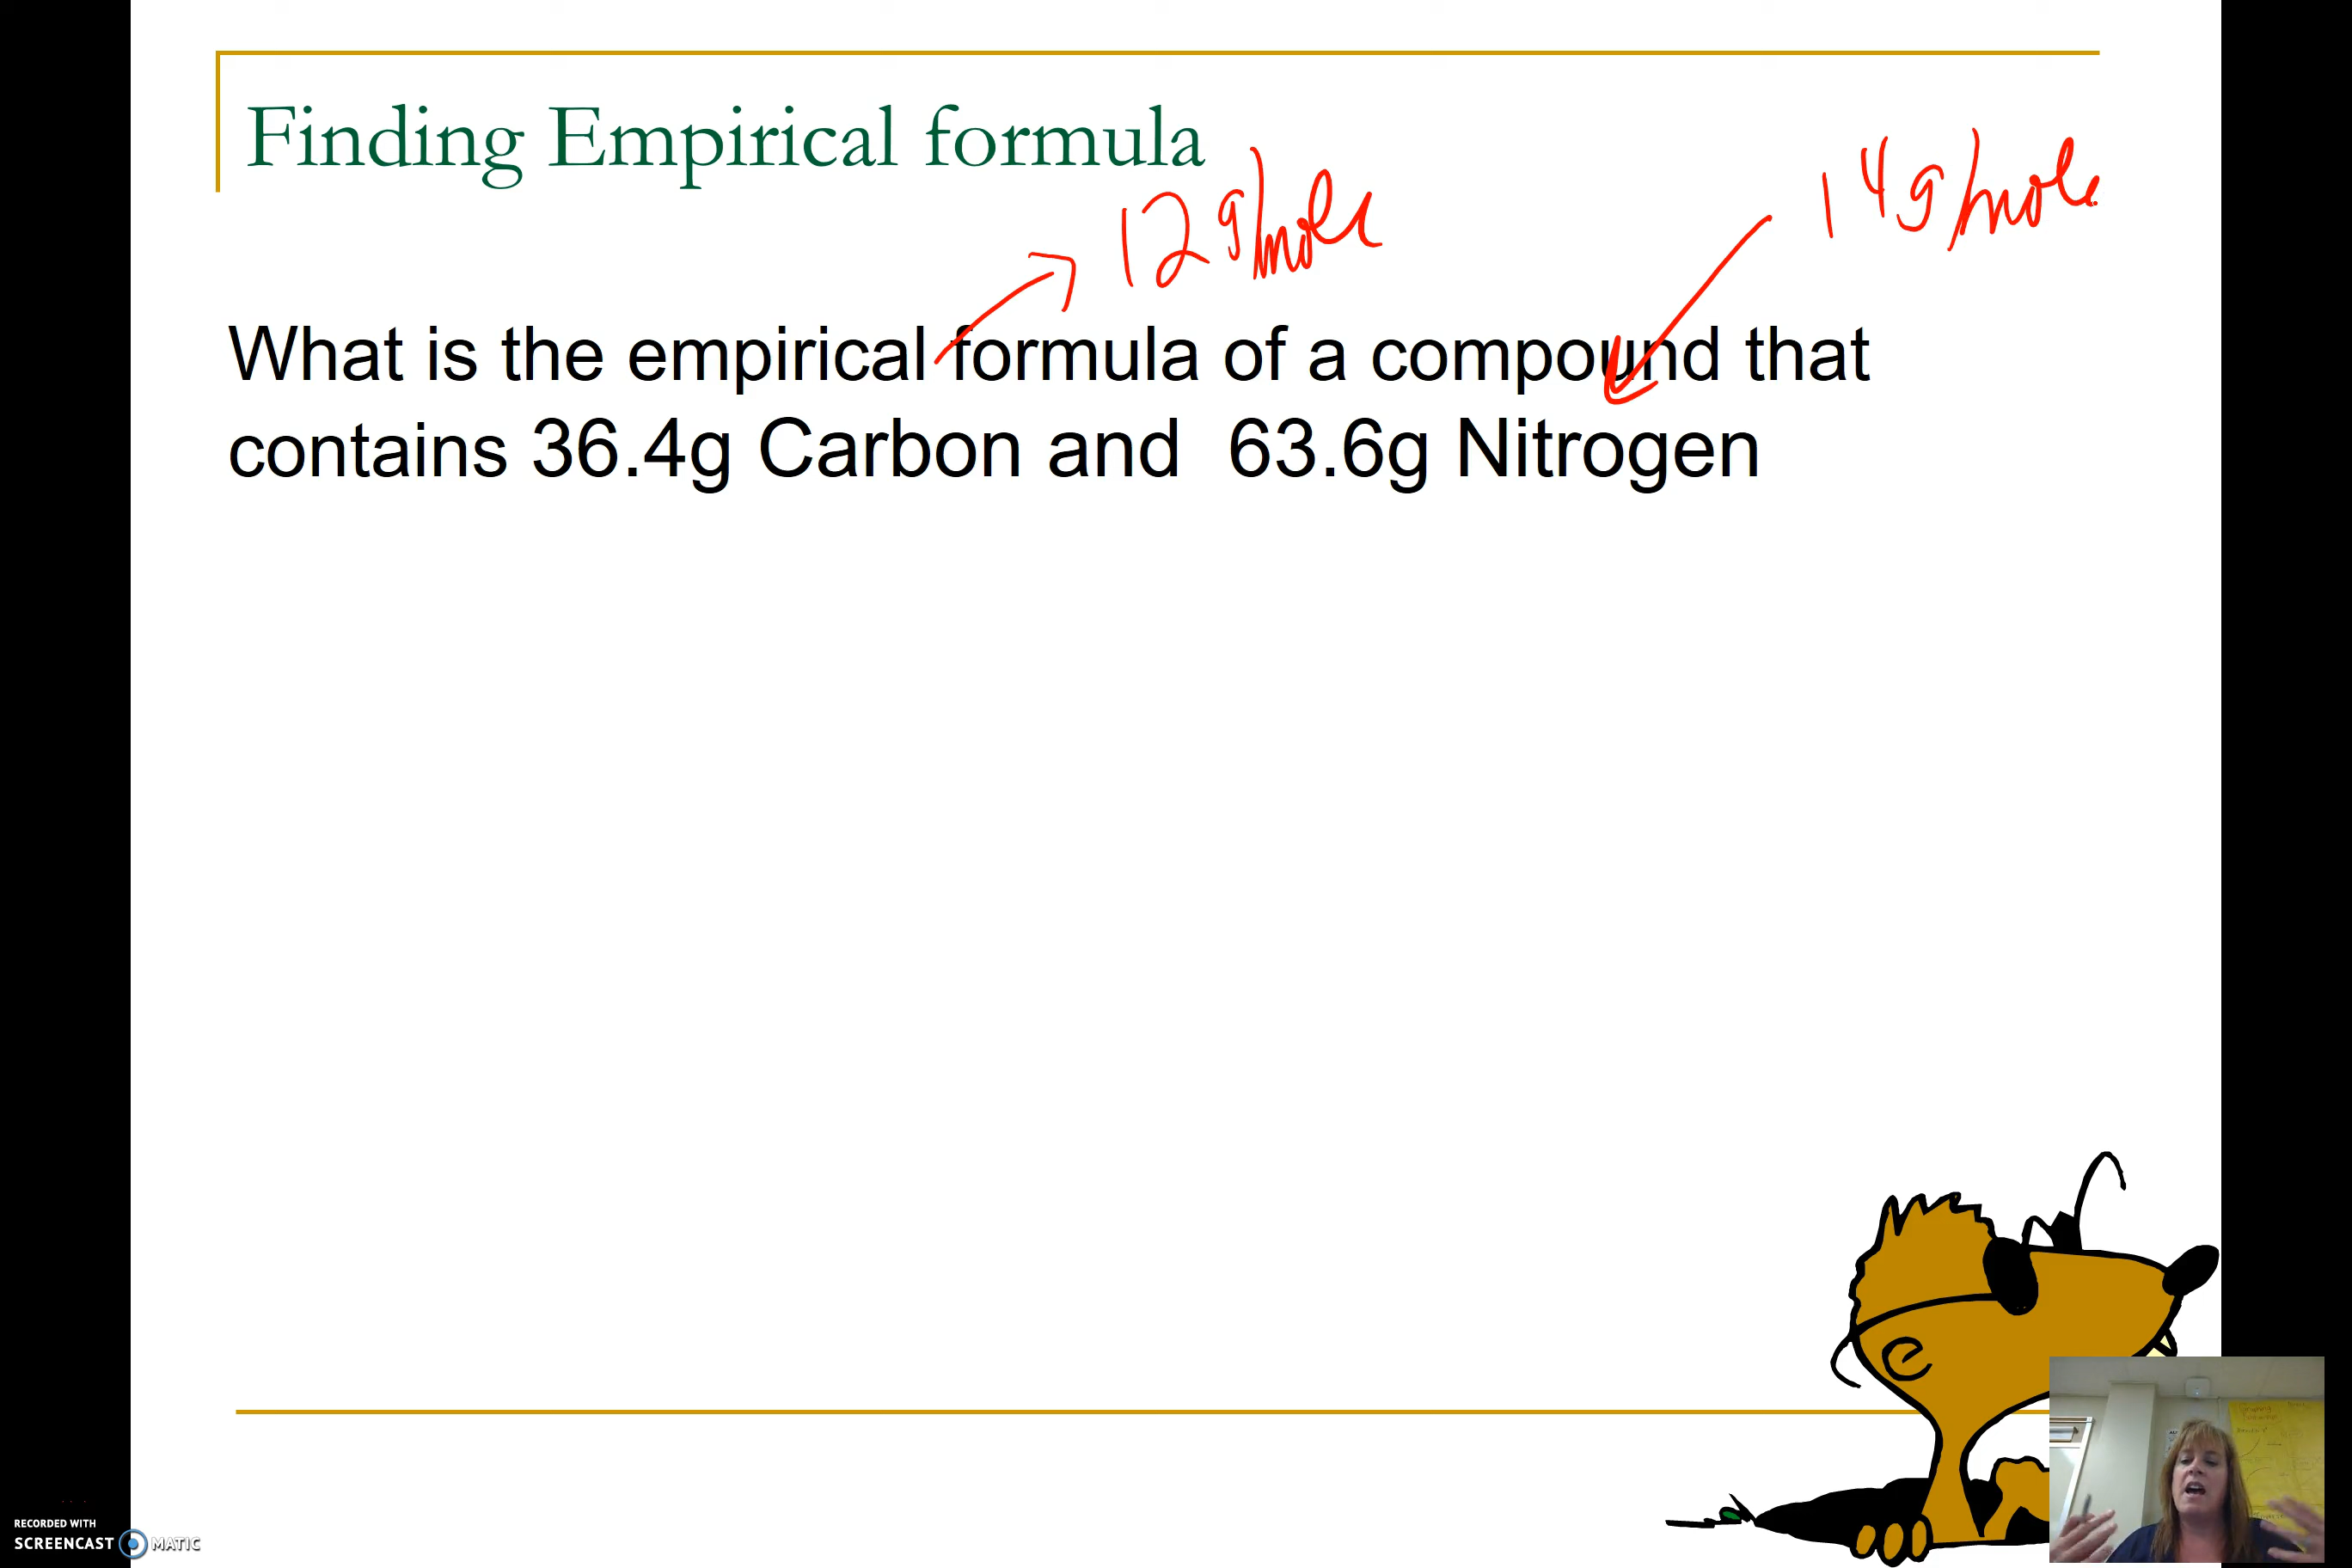 Finding Empirical formula
12 g/mole
14g/mole
What is the empirical formula of a compound that
contains 36.4g Carbon and 63.6g Nitrogen
RECORDED WITH
SCREENCAST MATIC